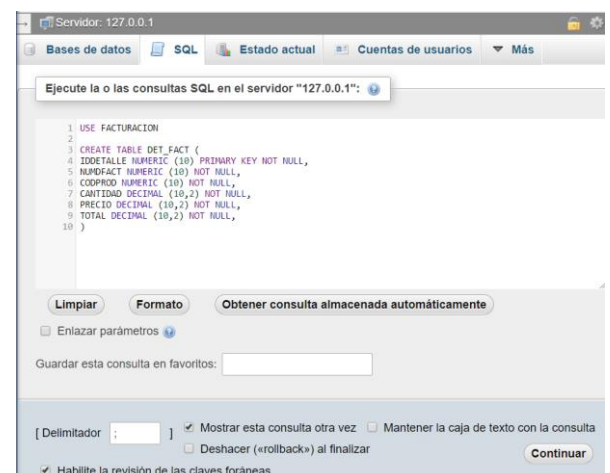 Servidor: 127.0.0.1
Bases de datos SQL Estado actual Cuentas de usuarios Más
Ejecute la o las consultas SQL en el servidor "127.0.0.1":
1 USE FACTURACION
2
3 CREATE TABLE DET_FACT (
4 IDDETALLE NUMERIC (10) PRIMARY KEY NOT NULL,
5 NUMDFACT NUMERIC (10) NOT NULL,
6 CODPROD NUMERIC (10) NOT NULL,
7 CANTIDAD DECIMAL (10,2) NOT NULL,
8 PRECIO DECIMAL (10,2) NOT NULL,
9 TOTAL DECIMAL (10,2) NOT NULL,
10 )
Limpiar Formato Obtener consulta almacenada automáticamente
Enlazar parámetros
Guardar esta consulta en favoritos:
[ Delimitador ; ] Mostrar esta consulta otra vez Mantener la caja de texto con la consulta
Deshacer («rollback») al finalizar Continuar
Habilite la revisión de las claves foráneas